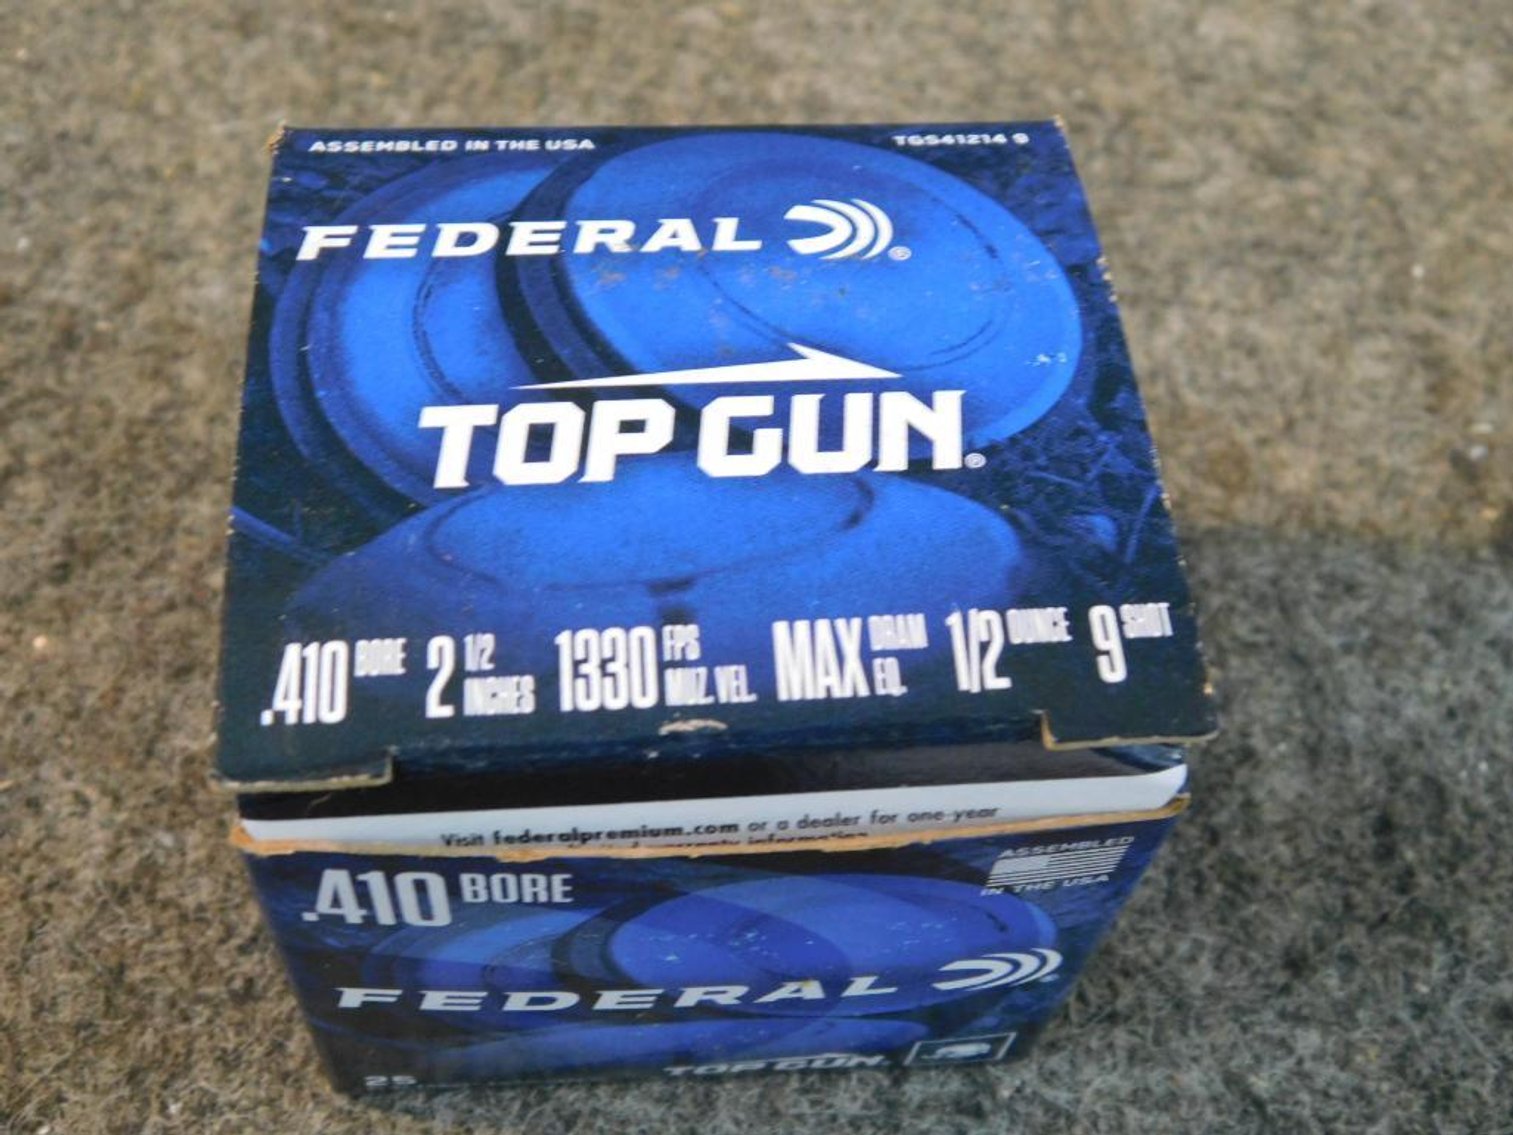 ASSEMBLED IN THE USA
TGS41214 9
FEDERAL ®
TOP GUN®
.410 BORE 2 1/2 INCHES 1330 FPS MUZ. VEL. MAX DRAM EQ. 1/2 OUNCE 9 SHOT
Visit federalpremium.com or a dealer for one-year
warranty information
.410 BORE
ASSEMBLED
IN THE USA
FEDERAL
25
TOP GUN